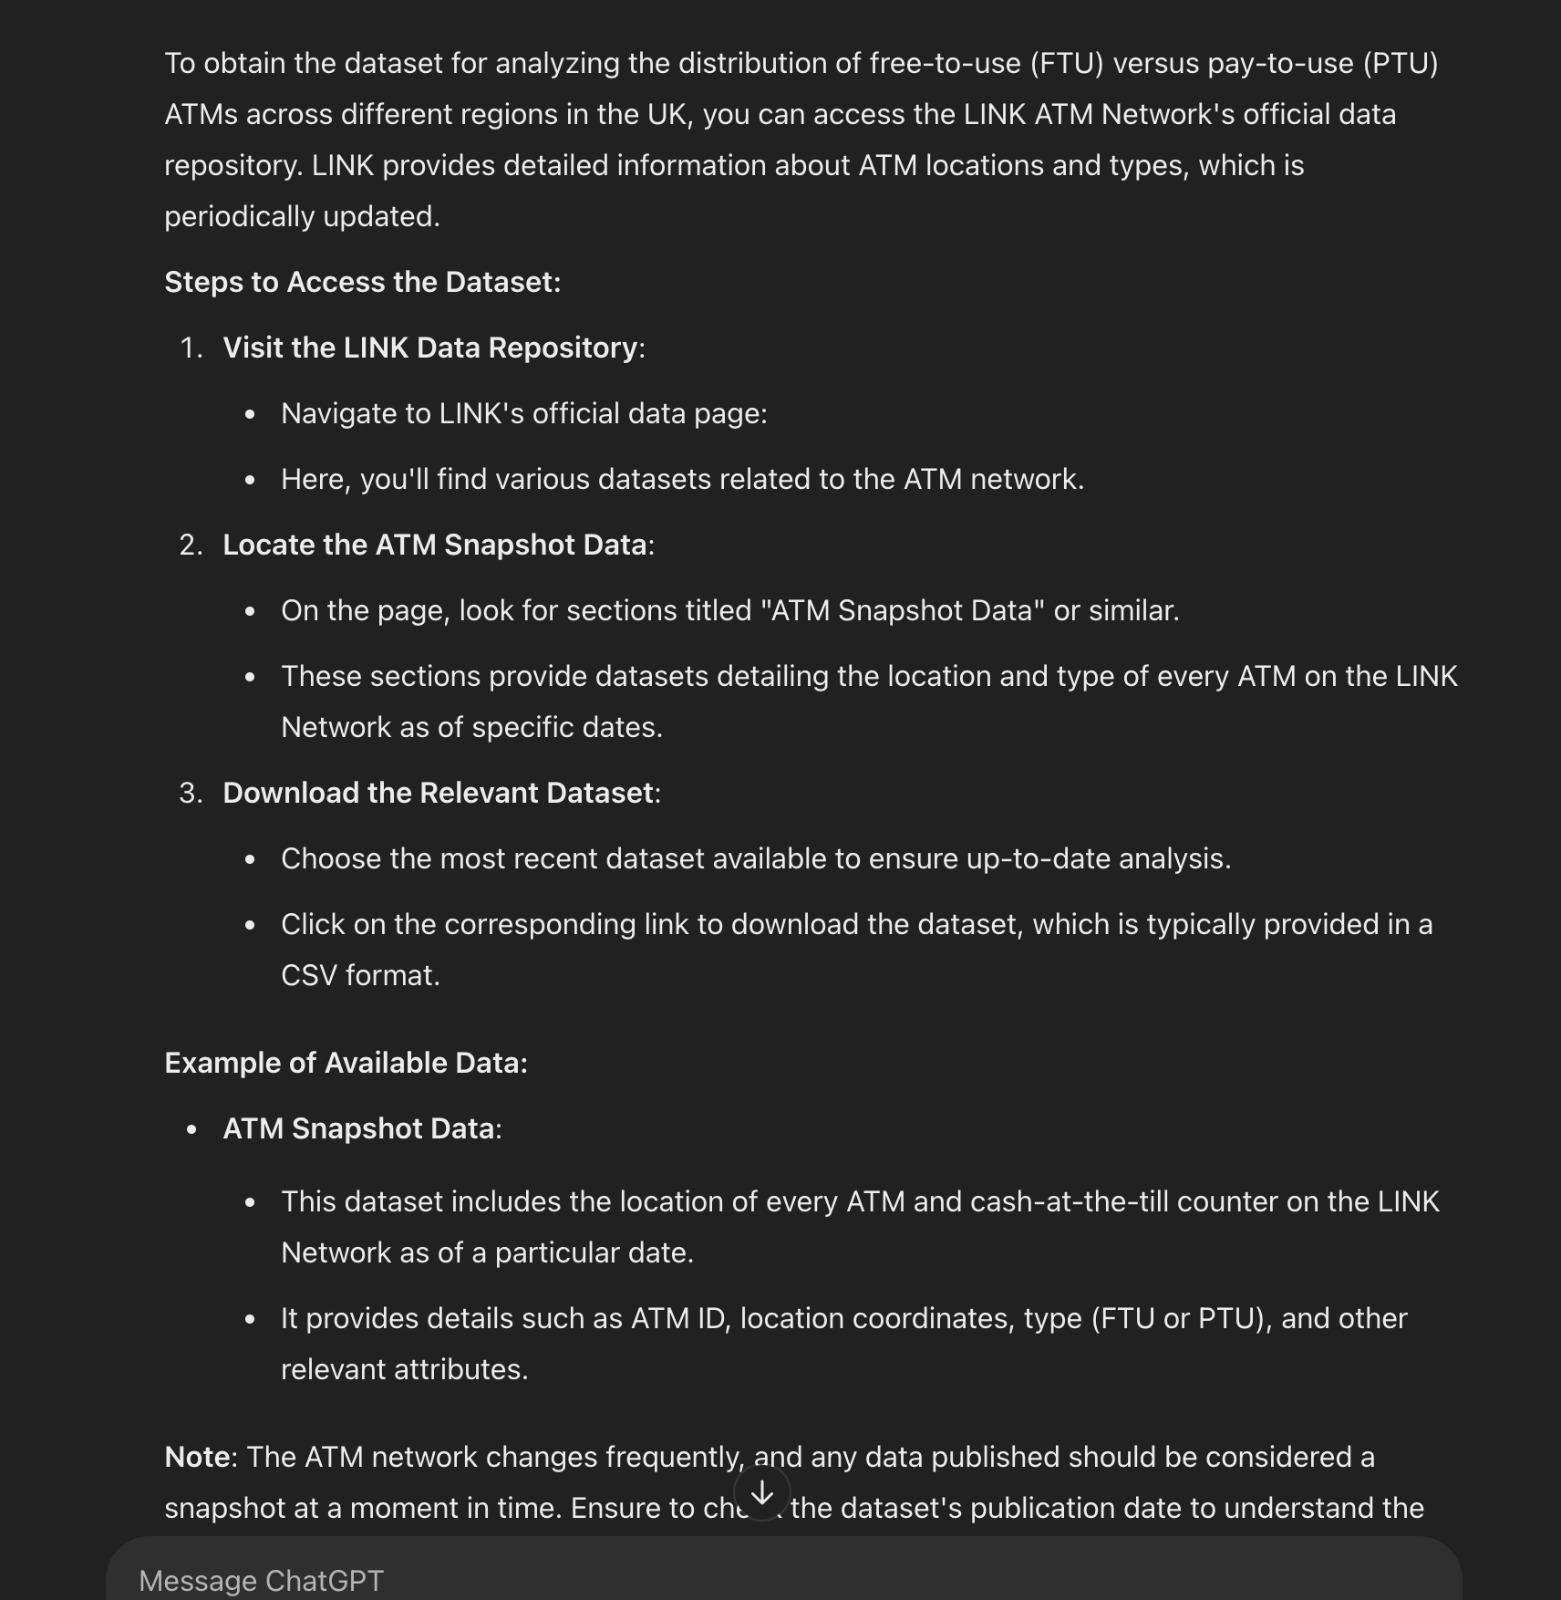 To obtain the dataset for analyzing the distribution of free-to-use (FTU) versus pay-to-use (PTU)
ATMs across different regions in the UK, you can access the LINK ATM Network's official data
repository. LINK provides detailed information about ATM locations and types, which is
periodically updated.
Steps to Access the Dataset:
1. Visit the LINK Data Repository:
• Navigate to LINK's official data page:
• Here, you'll find various datasets related to the ATM network.
2. Locate the ATM Snapshot Data:
• On the page, look for sections titled "ATM Snapshot Data" or similar.
• These sections provide datasets detailing the location and type of every ATM on the LINK
Network as of specific dates.
3. Download the Relevant Dataset:
• Choose the most recent dataset available to ensure up-to-date analysis.
• Click on the corresponding link to download the dataset, which is typically provided in a
CSV format.
Example of Available Data:
• ATM Snapshot Data:
• This dataset includes the location of every ATM and cash-at-the-till counter on the LINK
Network as of a particular date.
• It provides details such as ATM ID, location coordinates, type (FTU or PTU), and other
relevant attributes.
Note: The ATM network changes frequently, and any data published should be considered a
snapshot at a moment in time. Ensure to the dataset's publication date to understand the
Message ChatGPT